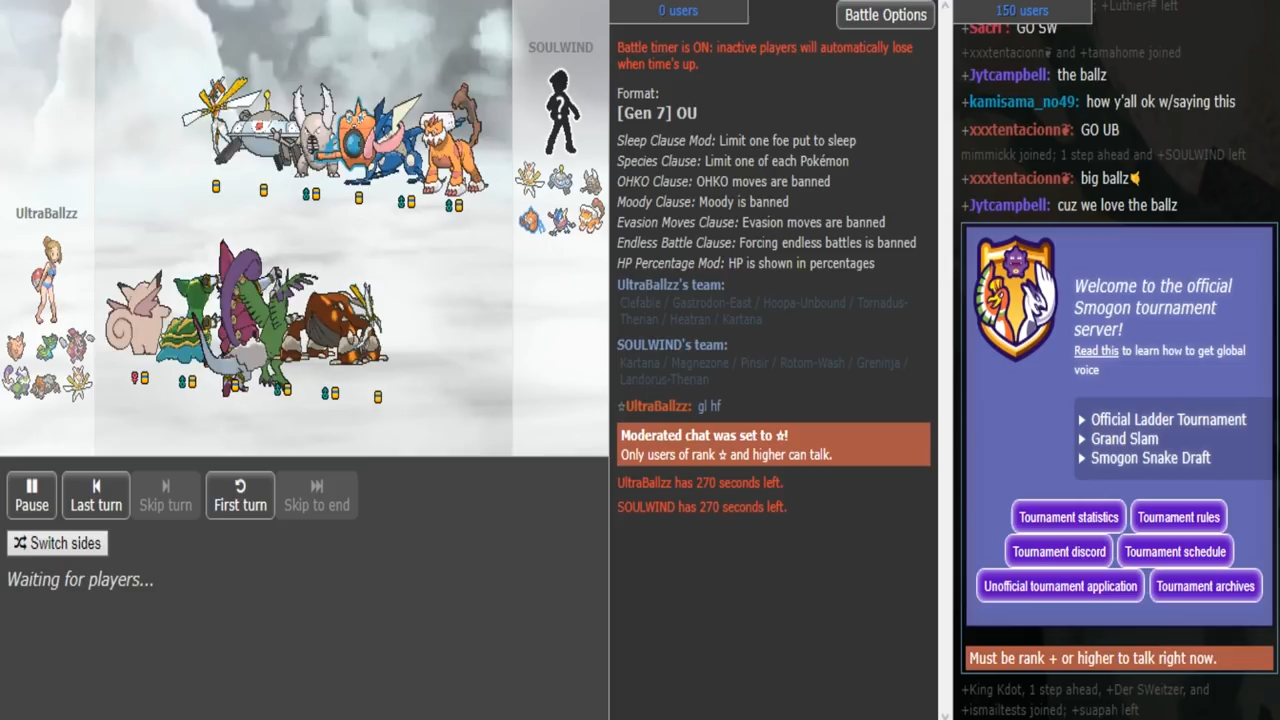 UltraBallzz
SOULWIND
Pause
Last turn
Skip turn
First turn
Skip to end
Switch sides
Waiting for players...
0 users
Battle Options
Battle timer is ON: inactive players will automatically lose
when time's up.
Format:
[Gen 7] OU
Sleep Clause Mod: Limit one foe put to sleep
Species Clause: Limit one of each Pokémon
OHKO Clause: OHKO moves are banned
Moody Clause: Moody is banned
Evasion Moves Clause: Evasion moves are banned
Endless Battle Clause: Forcing endless battles is banned
HP Percentage Mod: HP is shown in percentages
UltraBallzz's team:
Clefable / Gastrodon-East / Hoopa-Unbound / Tornadus-
Therian / Heatran / Kartana
SOULWIND's team:
Kartana / Magnezone / Pinsir / Rotom-Wash / Greninja /
Landorus-Therian
☆UltraBallzz: gl hf
Moderated chat was set to ☆!
Only users of rank ☆ and higher can talk.
UltraBallzz has 270 seconds left.
SOULWIND has 270 seconds left.
150 users
left
+Sacri': GO SW
+xxxtentacionn and +tamahome joined
+Jytcampbell: the ballz
+kamisama_no49: how y'all ok w/saying this
+xxxtentacionn: GO UB
mimmickk joined; 1 step ahead and +SOULWIND left
+xxxtentacionn: big ballz
+Jytcampbell: cuz we love the ballz
Welcome to the official
Smogon tournament
server!
Read this to learn how to get global
voice
Official Ladder Tournament
Grand Slam
Smogon Snake Draft
Tournament statistics
Tournament rules
Tournament discord
Tournament schedule
Unofficial tournament application
Tournament archives
Must be rank + or higher to talk right now.
+King Kdot, 1 step ahead, +Der SWeitzer, and
+ismailtests joined; +suapah left